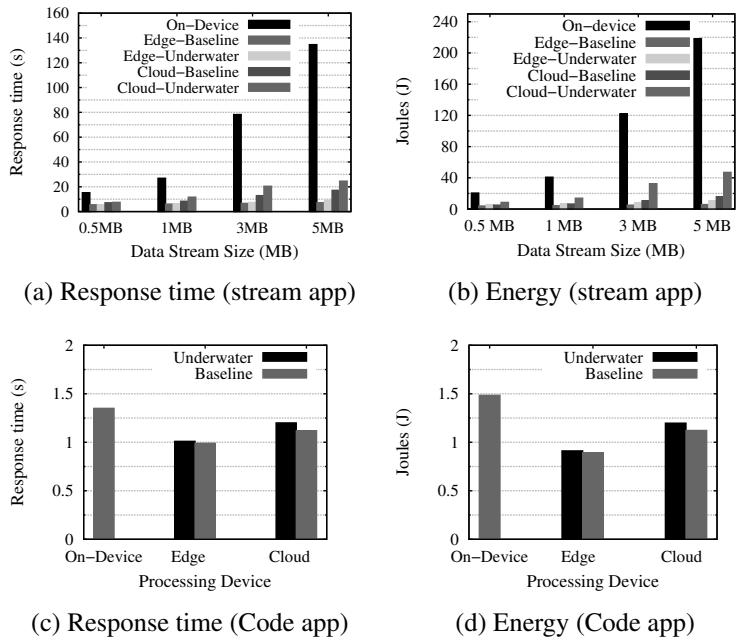 160
140
120
100
80
60
40
20
0
Response time (s)
On-Device
Edge-Baseline
Edge-Underwater
Cloud-Baseline
Cloud-Underwater
0.5MB 1MB 3MB 5MB
Data Stream Size (MB)
(a) Response time (stream app)
240
200
160
120
80
40
0
Joules (J)
On-device
Edge-Baseline
Edge-Underwater
Cloud-Baseline
Cloud-Underwater
0.5 MB 1 MB 3 MB 5 MB
Data Stream Size (MB)
(b) Energy (stream app)
2
1.5
1
0.5
0
Response time (s)
Underwater
Baseline
On-Device Edge Cloud
Processing Device
(c) Response time (Code app)
2
1.5
1
0.5
0
Joules (J)
Underwater
Baseline
On-Device Edge Cloud
Processing Device
(d) Energy (Code app)